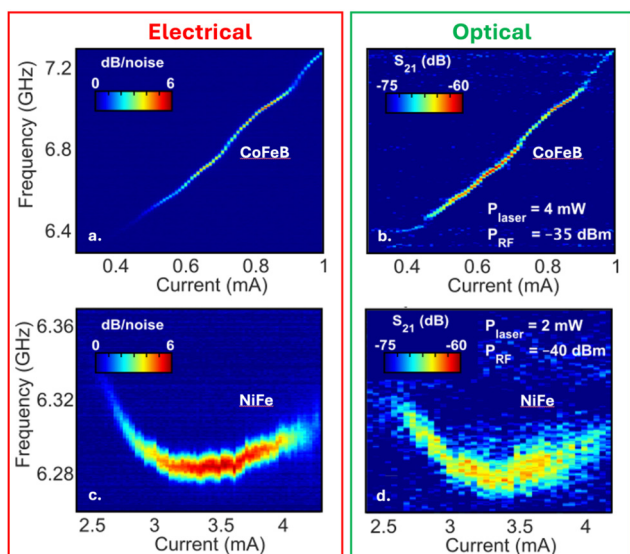 Electrical
Optical
7.2
6.8
6.4
Frequency (GHz)
dB/noise
0 6
CoFeB
a.
0.4 0.6 0.8 1
Current (mA)
S21 (dB)
-75 -60
CoFeB
Plaser = 4 mW
PRF = -35 dBm
b.
0.4 0.6 0.8 1
Current (mA)
6.36
6.32
6.28
Frequency (GHz)
dB/noise
0 6
NiFe
c.
2.5 3 3.5 4
Current (mA)
S21 (dB)
-75 -60
Plaser = 2 mW
PRF = -40 dBm
NiFe
d.
2.5 3 3.5 4
Current (mA)